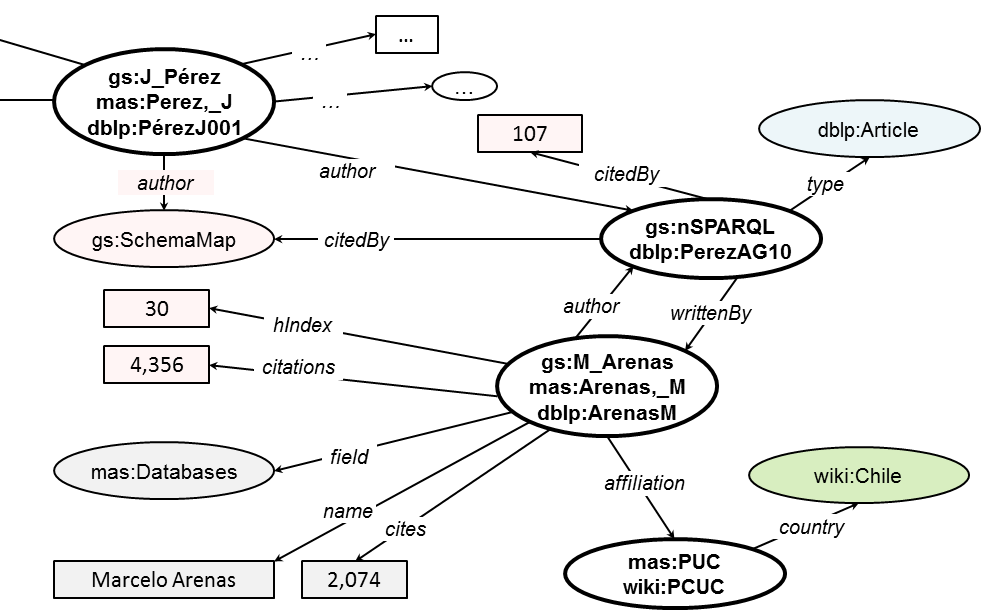 ...
...
gs:J_Pérez
mas:Perez,_J
dblp:PérezJ001
...
...
107
dblp:Article
author
author
citedBy
type
gs:SchemaMap
citedBy
gs:nSPARQL
dblp:PerezAG10
30
hIndex
author
writtenBy
4,356
citations
gs:M_Arenas
mas:Arenas,_M
dblp:ArenasM
mas:Databases
field
affiliation
wiki:Chile
name
cites
country
Marcelo Arenas
2,074
mas:PUC
wiki:PCUC